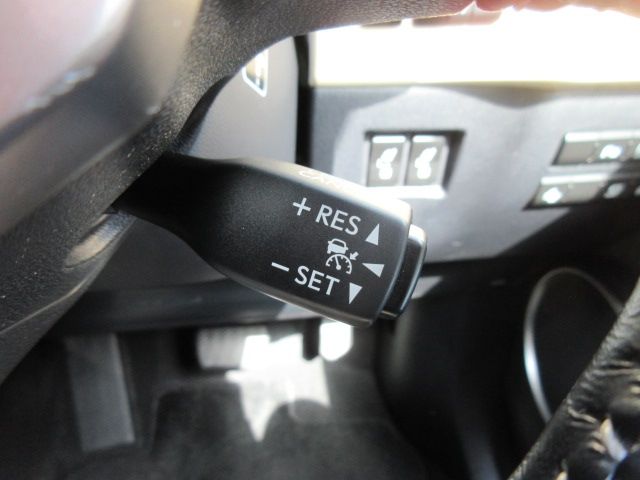 + RES
− SET